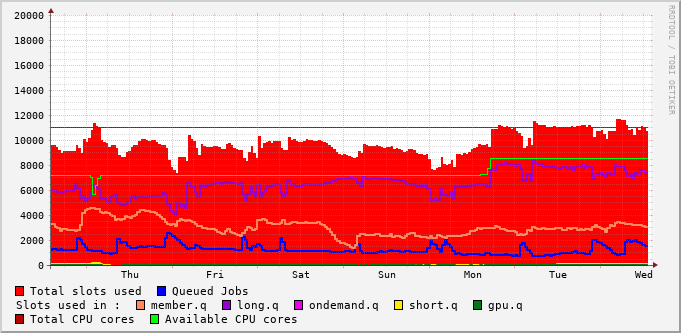 20000
18000
16000
14000
12000
10000
8000
6000
4000
2000
0
Thu Fri Sat Sun Mon Tue Wed
RRDTOOL / TOBI OETIKER
Total slots used Queued Jobs
Slots used in : member.q long.q ondemand.q short.q gpu.q
Total CPU cores Available CPU cores